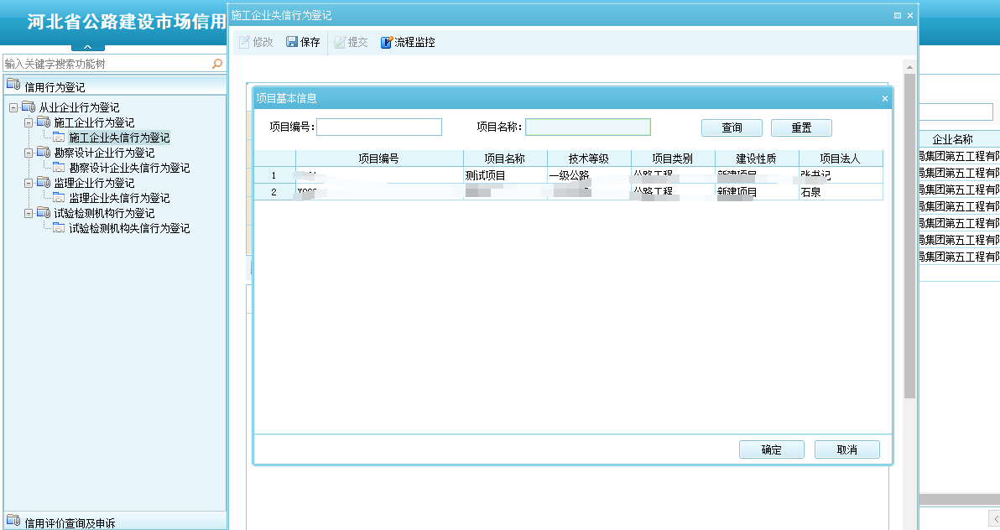 河北省公路建设市场信用
施工企业失信行为登记
修改 保存 提交 流程监控
输入关键字搜索功能树
信用行为登记
从业企业行为登记
施工企业行为登记
施工企业失信行为登记
勘察设计企业行为登记
勘察设计企业失信行为登记
监理企业行为登记
监理企业失信行为登记
试验检测机构行为登记
试验检测机构失信行为登记
信用评价查询及申诉
项目基本信息
项目编号: 项目名称: 查询 重置
项目编号 项目名称 技术等级 项目类别 建设性质 项目法人
1 测试项目 一级公路 公路工程 新建项目 张书记
2 公路工程 新建项目 石泉
确定 取消
企业名称
局集团第五工程有限
局集团第五工程有限
局集团第五工程有限
局集团第五工程有限
局集团第五工程有限
局集团第五工程有限
局集团第五工程有限